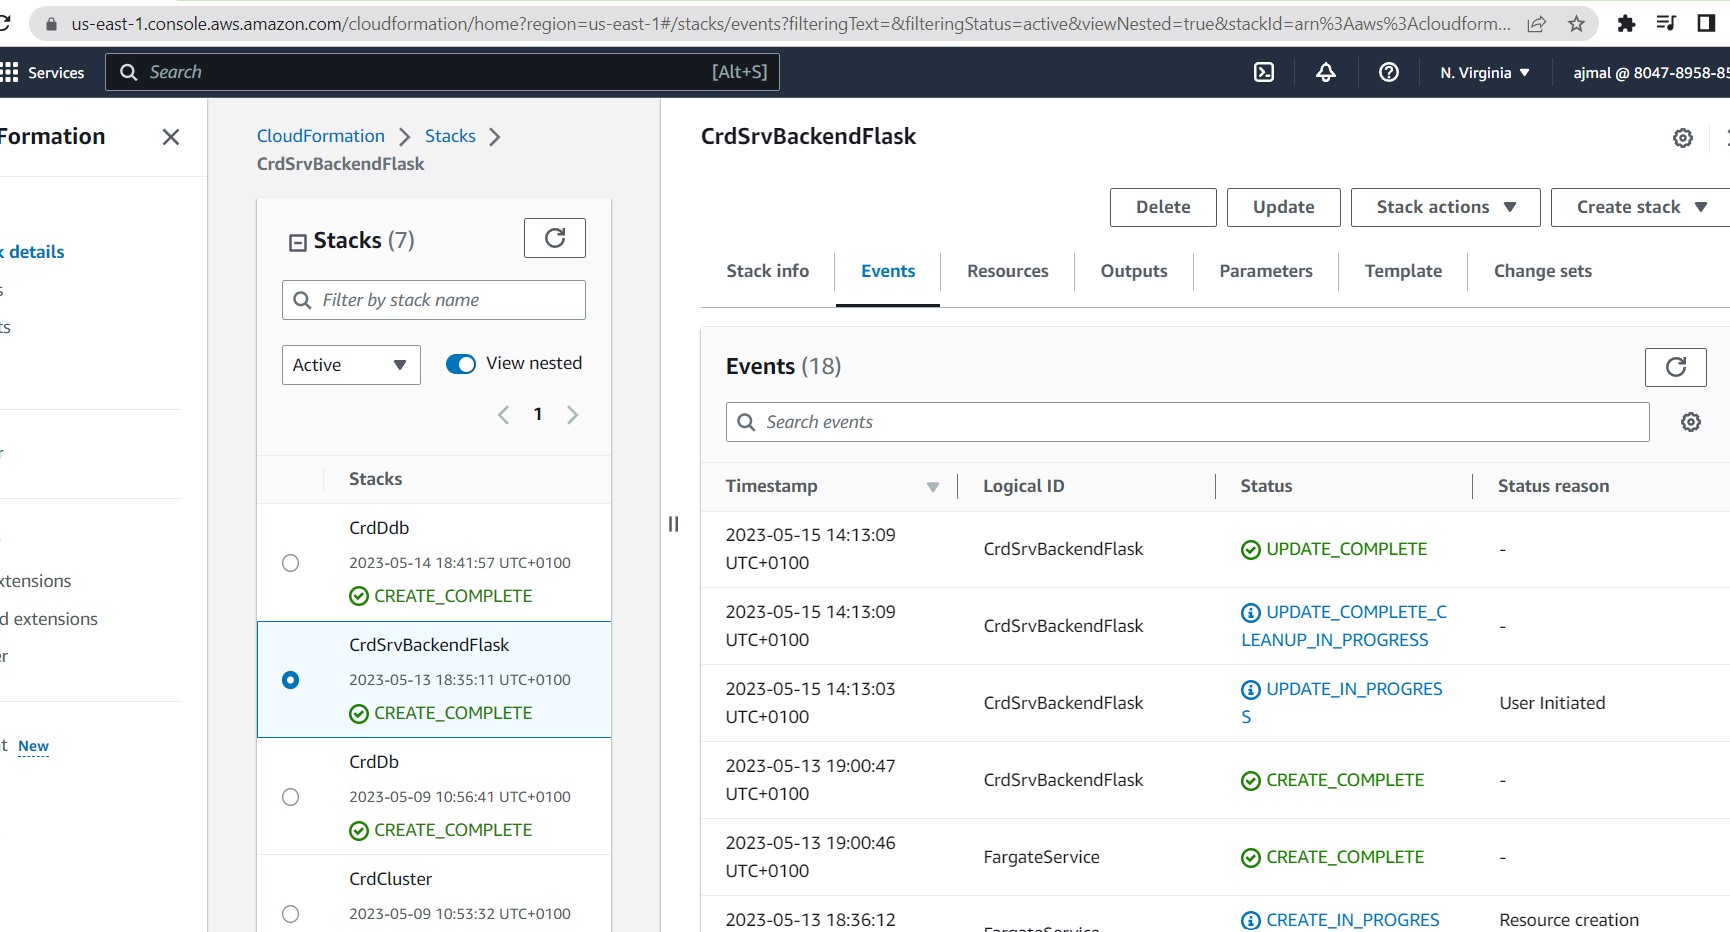 us-east-1.console.aws.amazon.com/cloudformation/home?region=us-east-1#/stacks/events?filteringText=&filteringStatus=active&viewNested=true&stackId=arn%3Aaws%3Acloudform...
Services
Search
[Alt+S]
N. Virginia
ajmal @ 8047-8958-85
Formation
details
ts
r
xtensions
d extensions
er
t New
CloudFormation
Stacks
CrdSrvBackendFlask
Stacks (7)
Filter by stack name
Active
View nested
1
Stacks
CrdDdb
2023-05-14 18:41:57 UTC+0100
CREATE_COMPLETE
CrdSrvBackendFlask
2023-05-13 18:35:11 UTC+0100
CREATE_COMPLETE
CrdDb
2023-05-09 10:56:41 UTC+0100
CREATE_COMPLETE
CrdCluster
2023-05-09 10:53:32 UTC+0100
CrdSrvBackendFlask
Delete
Update
Stack actions
Create stack
Stack info
Events
Resources
Outputs
Parameters
Template
Change sets
Events (18)
Search events
Timestamp
Logical ID
Status
Status reason
2023-05-15 14:13:09
UTC+0100
CrdSrvBackendFlask
UPDATE_COMPLETE
-
2023-05-15 14:13:09
UTC+0100
CrdSrvBackendFlask
UPDATE_COMPLETE_C
LEANUP_IN_PROGRESS
-
2023-05-15 14:13:03
UTC+0100
CrdSrvBackendFlask
UPDATE_IN_PROGRES
S
User Initiated
2023-05-13 19:00:47
UTC+0100
CrdSrvBackendFlask
CREATE_COMPLETE
-
2023-05-13 19:00:46
UTC+0100
FargateService
CREATE_COMPLETE
-
2023-05-13 18:36:12
FargateService
CREATE_IN_PROGRES
Resource creation